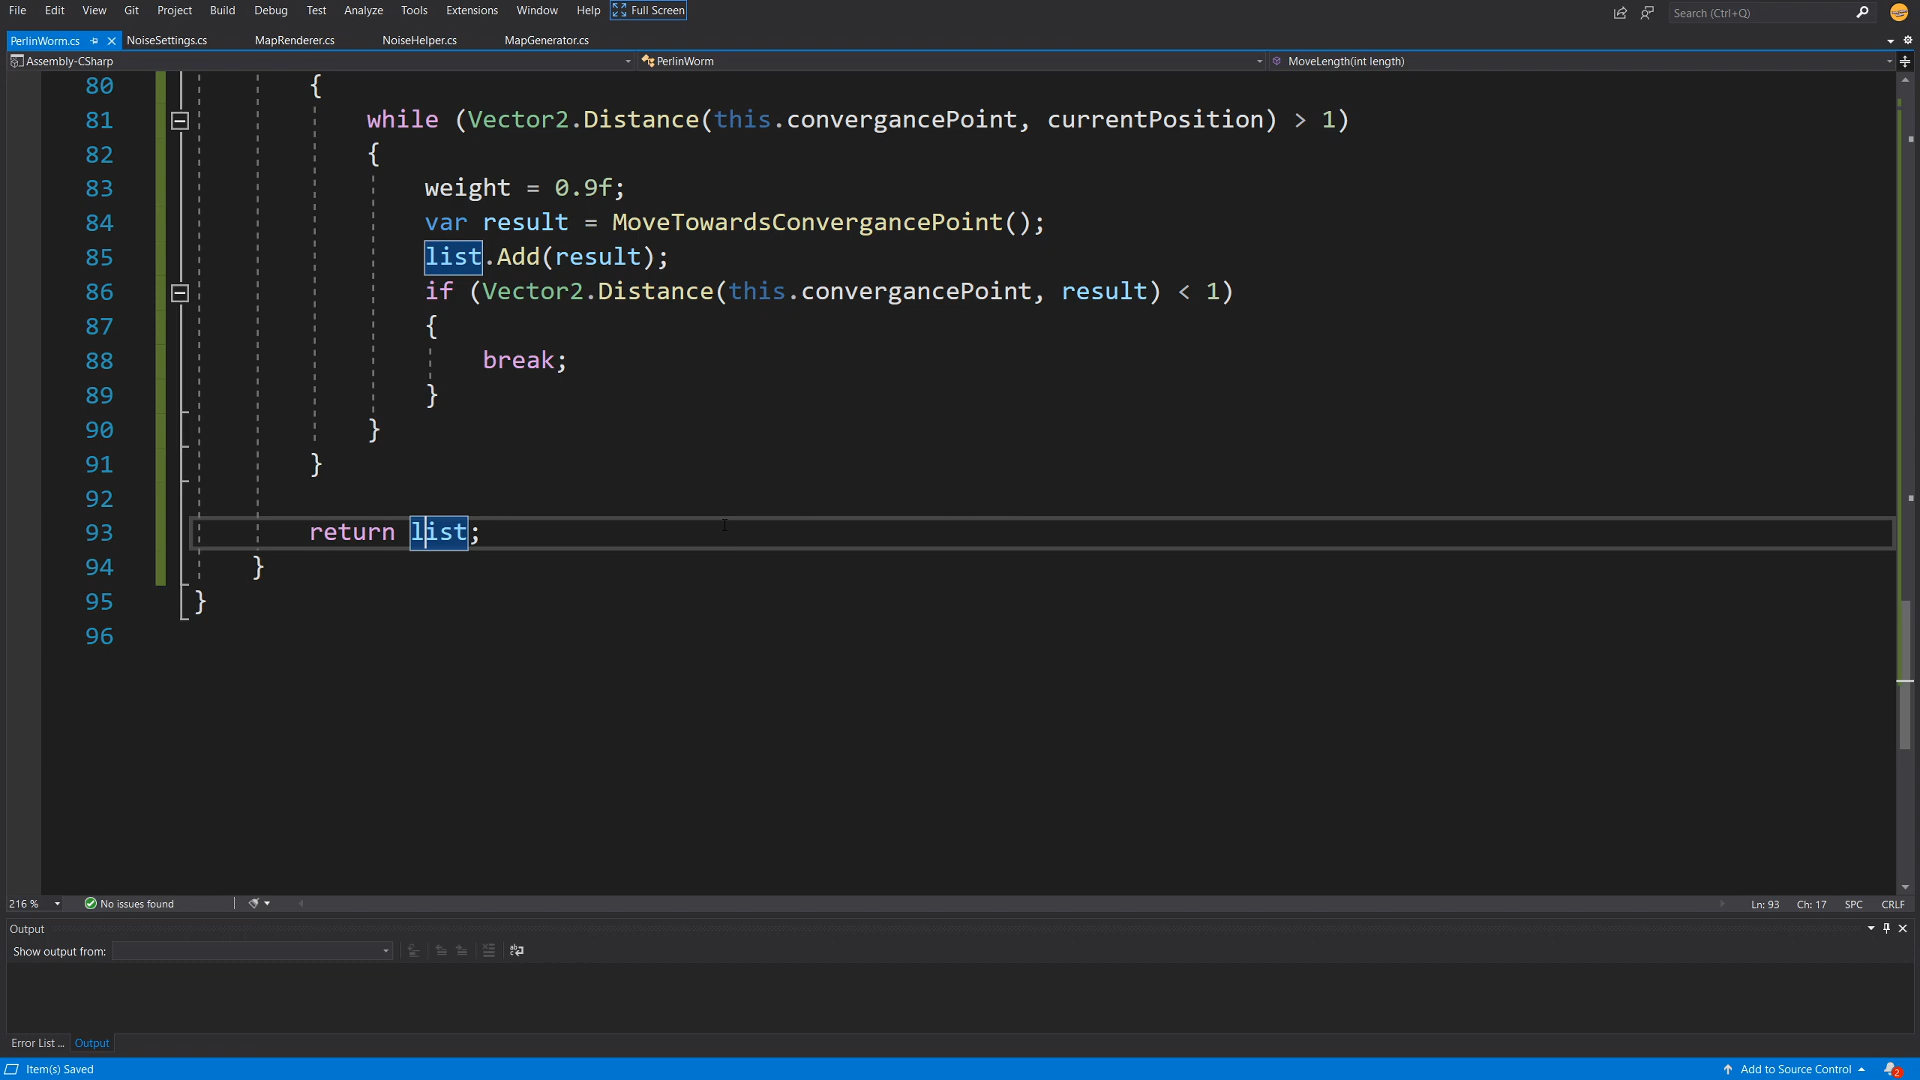 File Edit View Git Project Build Debug Test Analyze Tools Extensions Window Help Full Screen Search (Ctrl+Q)
PerlinWorm.cs NoiseSettings.cs MapRenderer.cs NoiseHelper.cs MapGenerator.cs
Assembly-CSharp PerlinWorm MoveLength(int length)
80 {
81 while (Vector2.Distance(this.convergancePoint, currentPosition) > 1)
82 {
83 weight = 0.9f;
84 var result = MoveTowardsConvergancePoint();
85 list.Add(result);
86 if (Vector2.Distance(this.convergancePoint, result) < 1)
87 {
88 break;
89 }
90 }
91 }
92
93 return list;
94 }
95 }
96
216 % No issues found Ln: 93 Ch: 17 SPC CRLF
Output
Show output from:
Error List ... Output
Item(s) Saved Add to Source Control 2